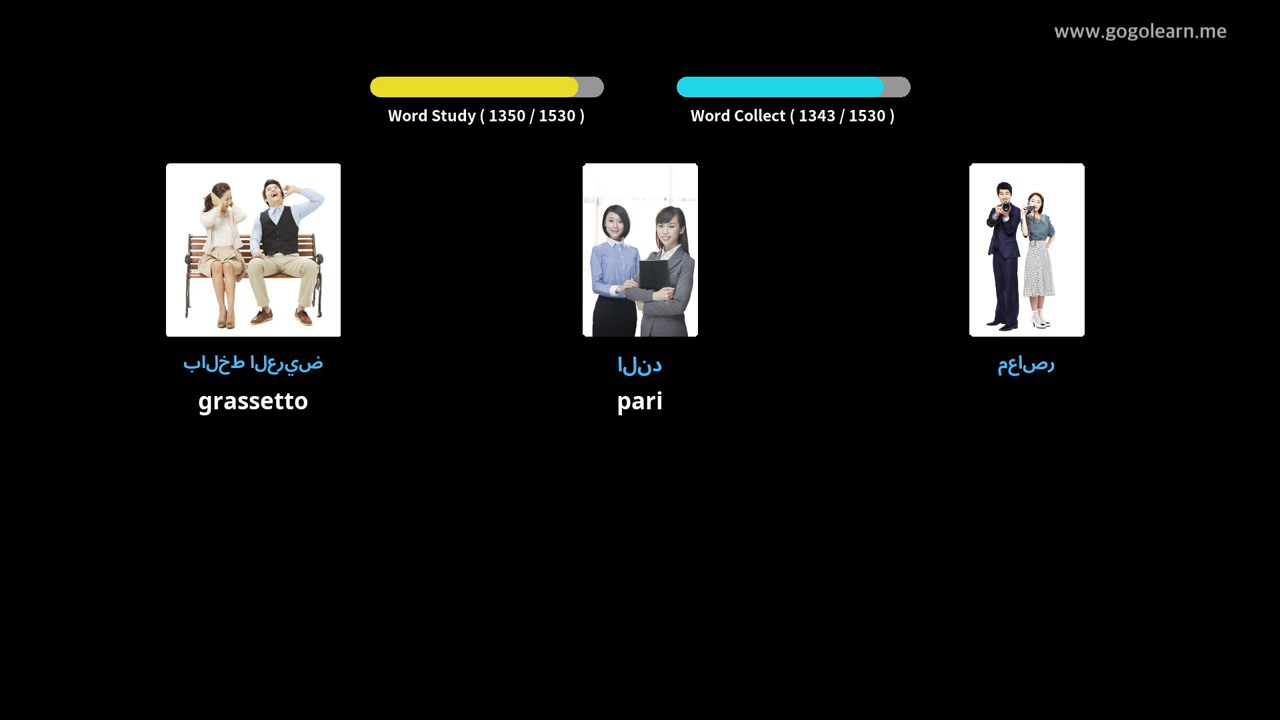 www.gogolearn.me
Word Study ( 1350 / 1530 )
Word Collect ( 1343 / 1530 )
بالخط العريض
الند
معاصر
grassetto
pari